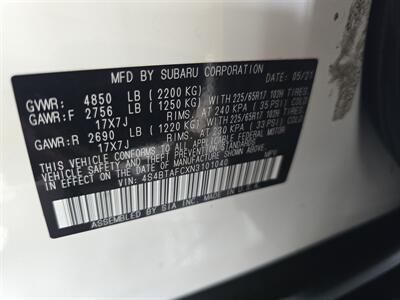 MFD BY SUBARU CORPORATION 05/21
GVWR: 4850 LB (2200 KG)
GAWR:F 2756 LB (1250 KG) WITH 225/65R17 102H TIRES,
17X7J RIMS, AT 240 KPA (35 PSI) COLD
GAWR:R 2690 LB (1220 KG) WITH 225/65R17 102H TIRES,
17X7J RIMS, AT 230 KPA (33 PSI) COLD
THIS VEHICLE CONFORMS TO ALL APPLICABLE FEDERAL MOTOR
VEHICLE SAFETY, BUMPER, AND THEFT PREVENTION STANDARDS
IN EFFECT ON THE DATE OF MANUFACTURE SHOWN ABOVE.
VIN: 4S4BTAFCXN3101040 MPV
ASSEMBLED BY SIA INC. MADE IN U.S.A.